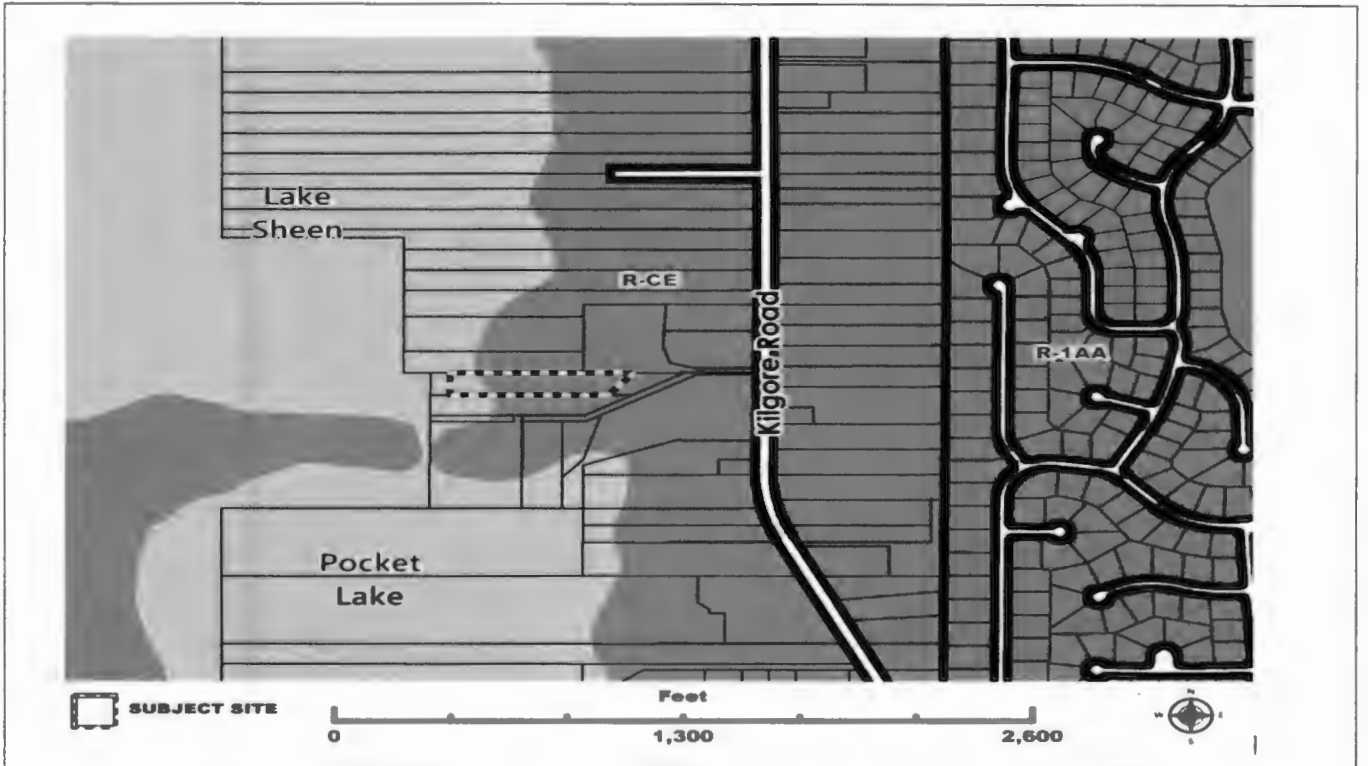 Lake
Sheen
R-CE
Kilgore Road
R-1AA
Pocket
Lake
SUBJECT SITE
Feet
0
1,300
2,600
N
W
E
S